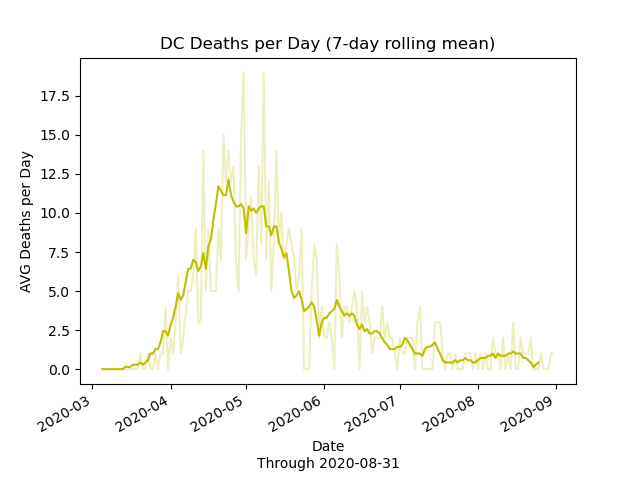 DC Deaths per Day (7-day rolling mean)
AVG Deaths per Day
17.5
15.0
12.5
10.0
7.5
5.0
2.5
0.0
2020-03 2020-04 2020-05 2020-06 2020-07 2020-08 2020-09
Date
Through 2020-08-31